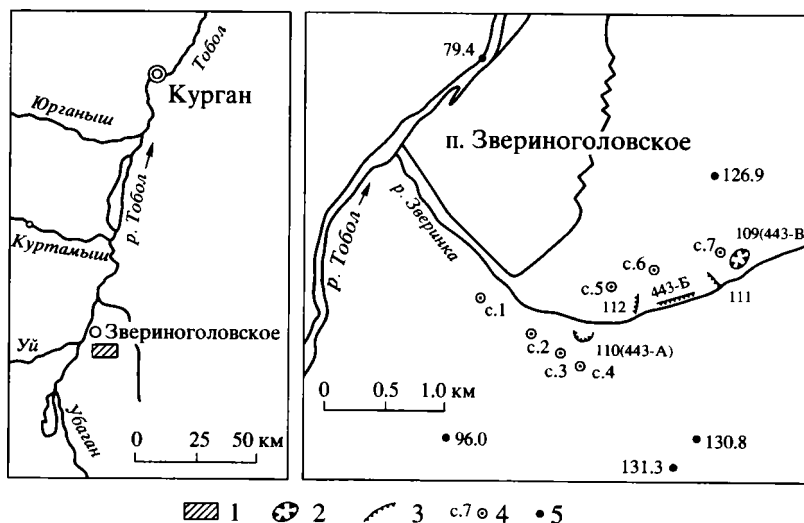 Тобол
Курган
Юрганыш
р. Тобол
Куртамыш
Звериноголовское
Уй
Убаган
0 25 50 км
79.4
п. Звериноголовское
126.9
р. Зверинка
р. Тобол
109(443-В)
с.7
с.6
с.5
443-Б
111
112
с.1
с.2
110(443-А)
с.3
с.4
0 0.5 1.0 км
96.0
130.8
131.3
1 2 3 с.7 4 5